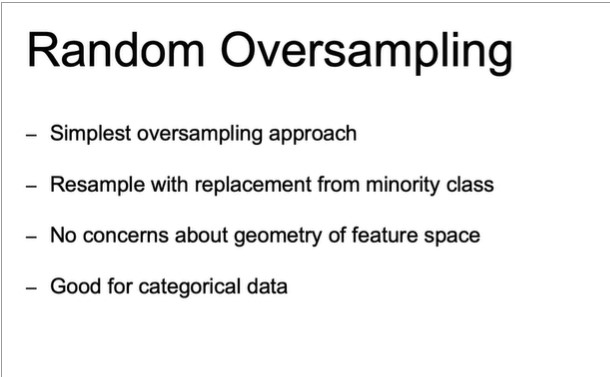 Random Oversampling
– Simplest oversampling approach
– Resample with replacement from minority class
– No concerns about geometry of feature space
– Good for categorical data